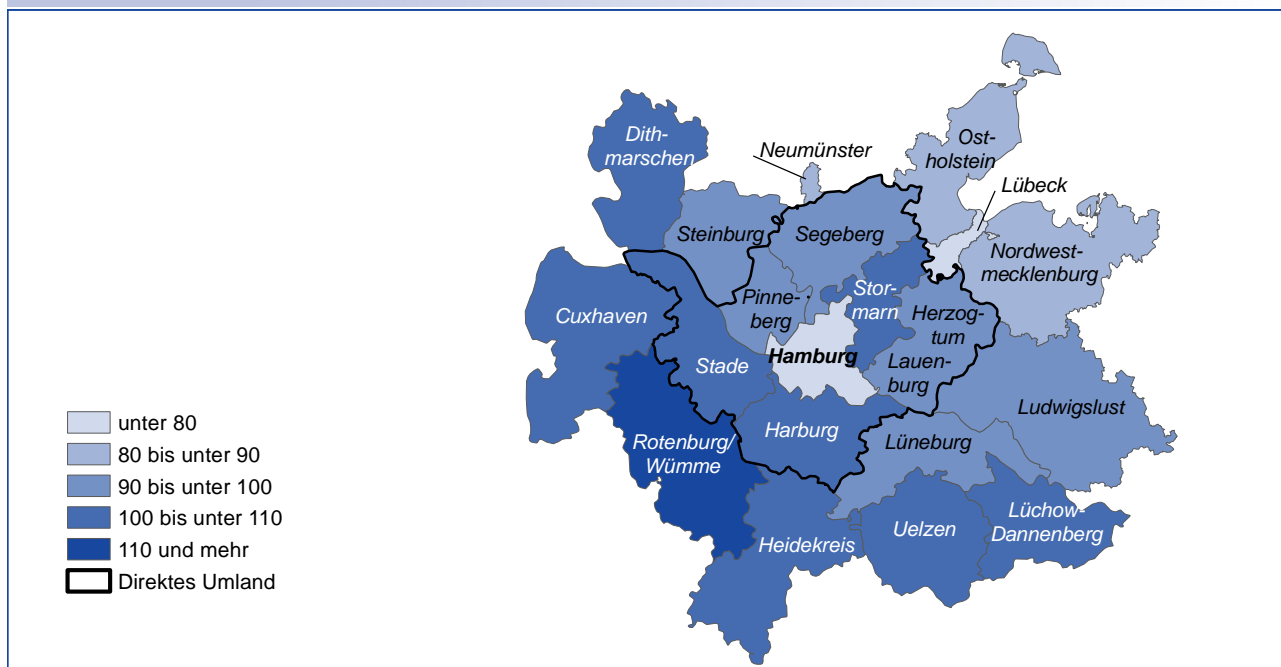 Dith-
marschen
Neumünster
Ost-
holstein
Lübeck
Steinburg
Segeberg
Nordwest-
mecklenburg
Pinne-
berg
Stor-
marn
Herzog-
tum
Lauen-
burg
Cuxhaven
Hamburg
Stade
Ludwigslust
Harburg
Lüneburg
Rotenburg/
Wümme
Heidekreis
Uelzen
Lüchow-
Dannenberg
unter 80
80 bis unter 90
90 bis unter 100
100 bis unter 110
110 und mehr
Direktes Umland